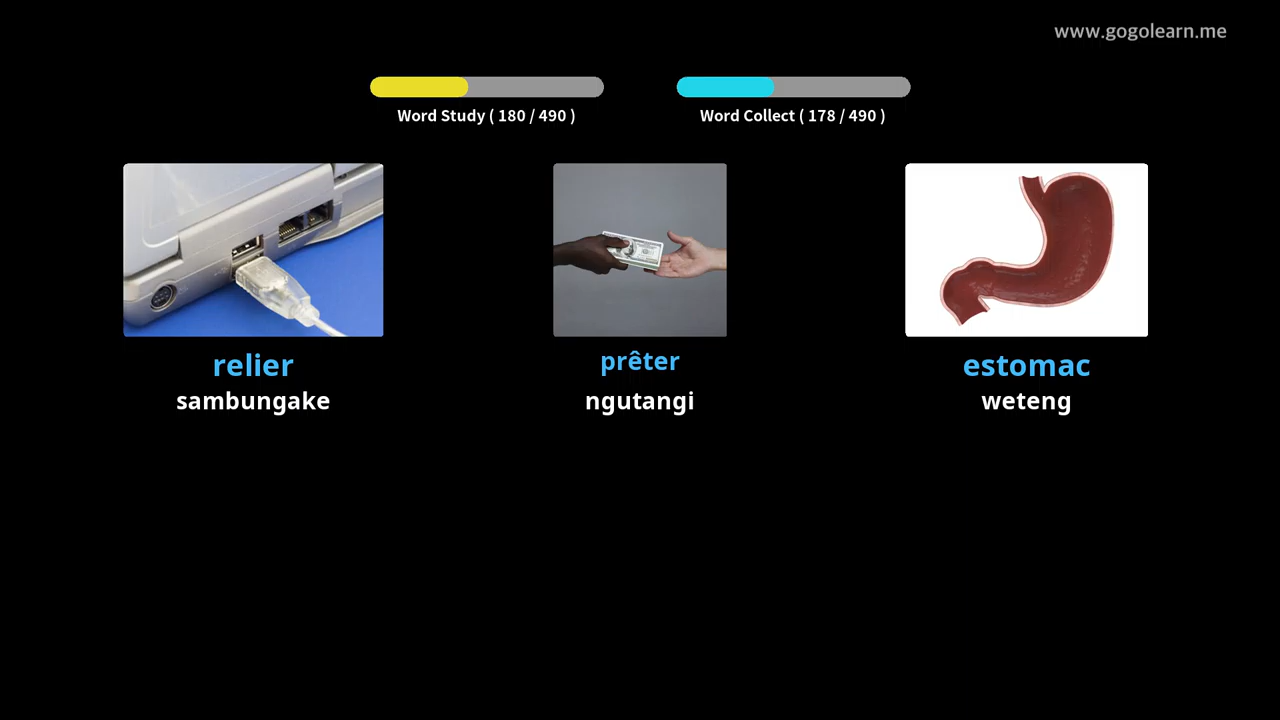 www.gogolearn.me
Word Study ( 180 / 490 )
Word Collect ( 178 / 490 )
relier
sambungake
prêter
ngutangi
estomac
weteng